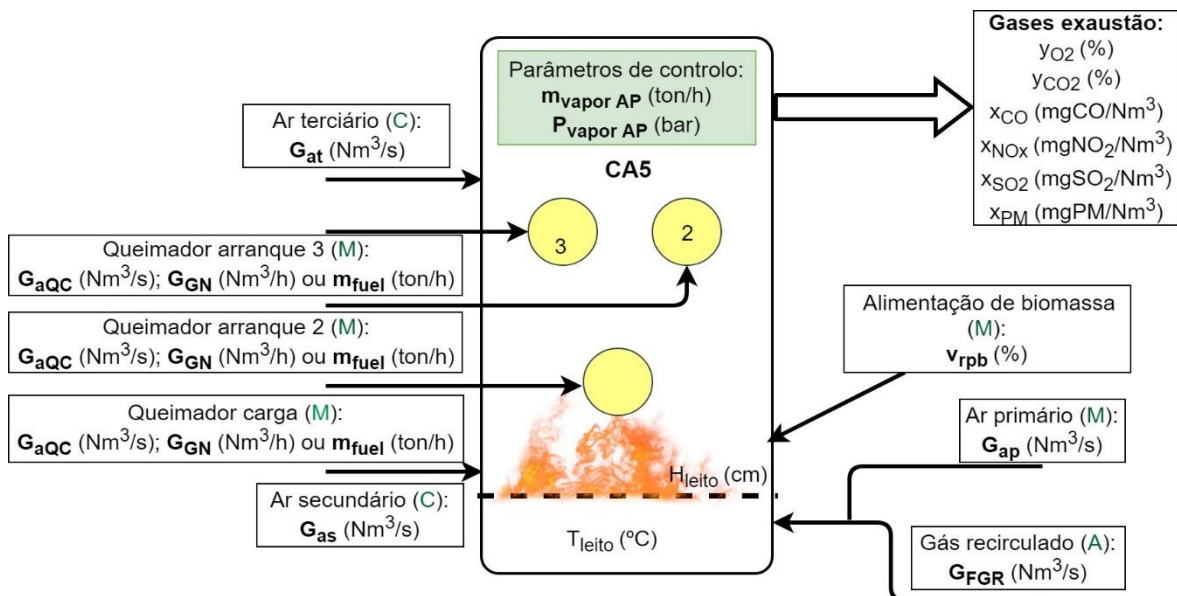 Gases exaustão:
yO2 (%)
yCO2 (%)
xCO (mgCO/Nm³)
xNOx (mgNO2/Nm³)
xSO2 (mgSO2/Nm³)
xPM (mgPM/Nm³)
Parâmetros de controlo:
mvapor AP (ton/h)
Pvapor AP (bar)
CA5
Ar terciário (C):
Gat (Nm³/s)
3
2
Queimador arranque 3 (M):
GaQC (Nm³/s); GGN (Nm³/h) ou mfuel (ton/h)
Queimador arranque 2 (M):
GaQC (Nm³/s); GGN (Nm³/h) ou mfuel (ton/h)
Queimador carga (M):
GaQC (Nm³/s); GGN (Nm³/h) ou mfuel (ton/h)
Ar secundário (C):
Gas (Nm³/s)
Hleito (cm)
Tleito (ºC)
Alimentação de biomassa
(M):
vrpb (%)
Ar primário (M):
Gap (Nm³/s)
Gás recirculado (A):
GFGR (Nm³/s)